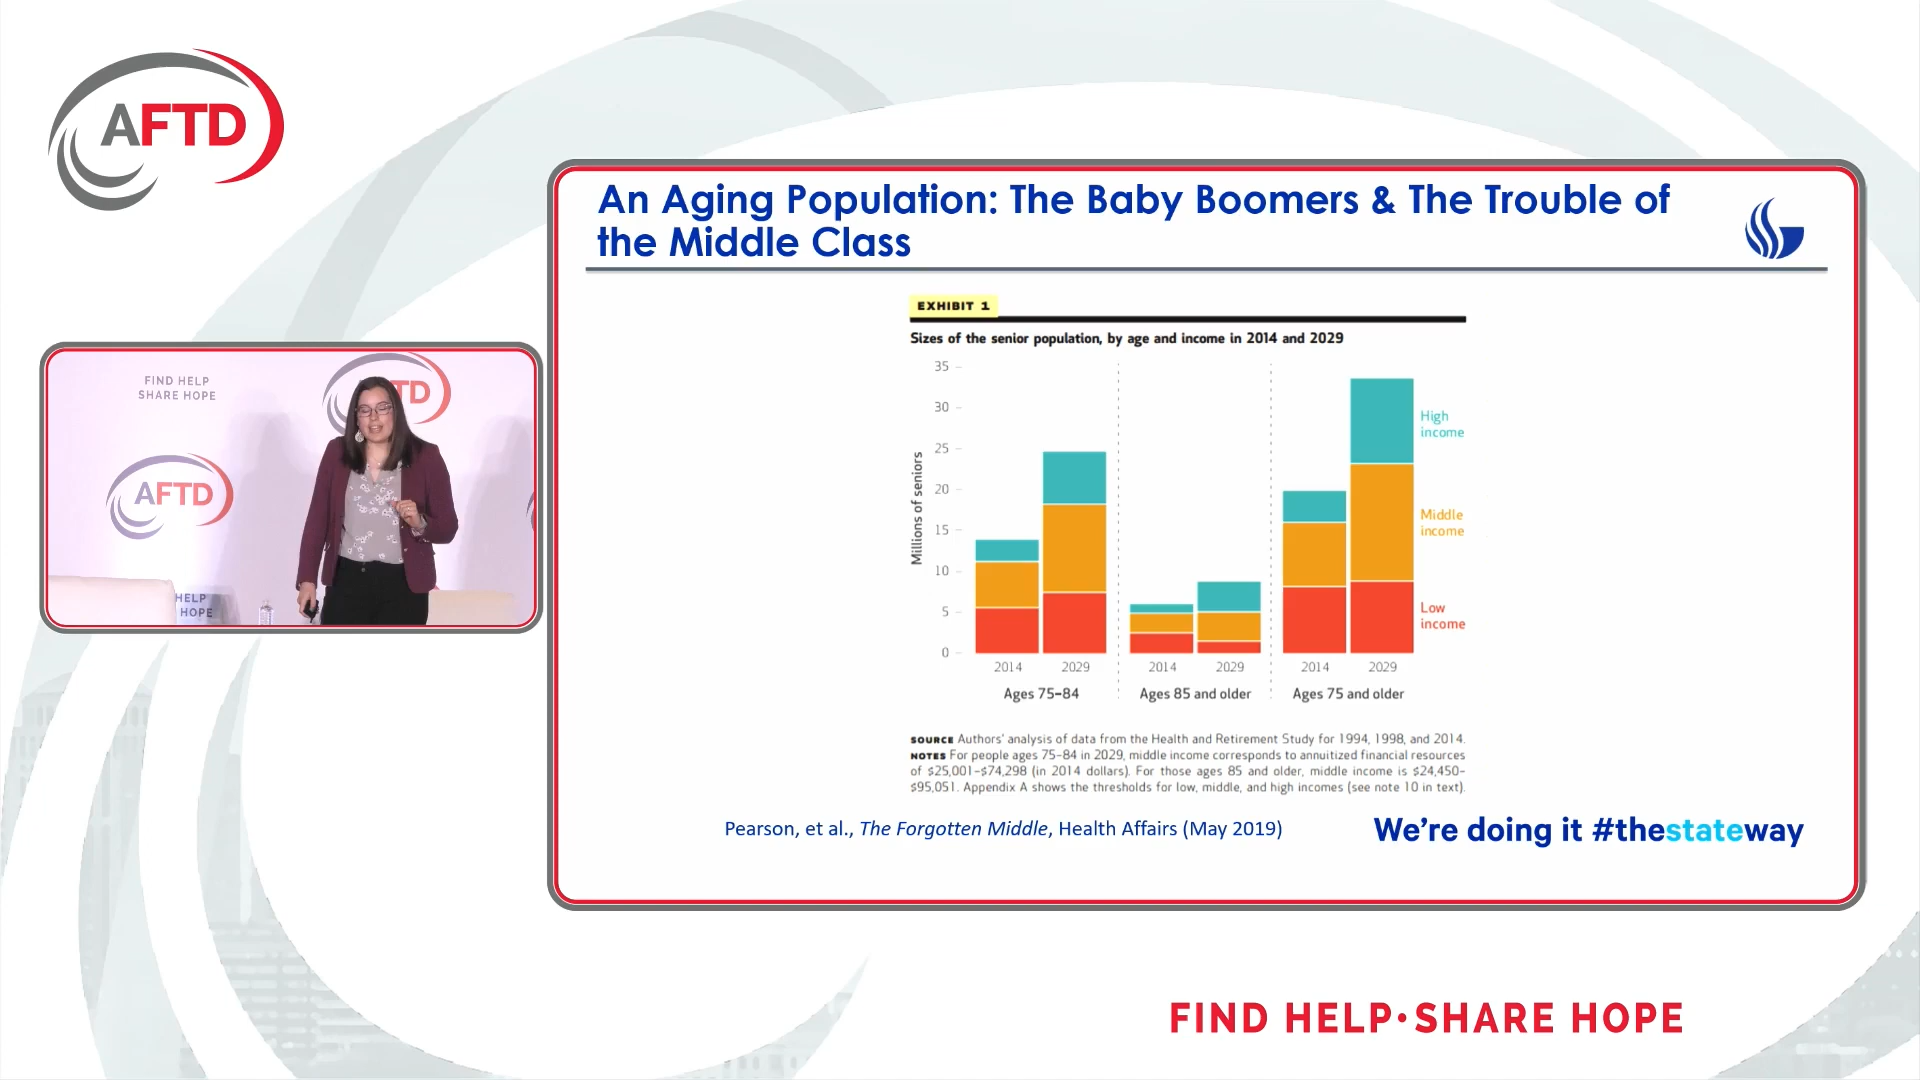 AFTD
An Aging Population: The Baby Boomers & The Trouble of
the Middle Class
EXHIBIT 1
Sizes of the senior population, by age and income in 2014 and 2029
Millions of seniors
35
30
25
20
15
10
5
0
High
income
Middle
income
Low
income
2014 2029 2014 2029 2014 2029
Ages 75–84 Ages 85 and older Ages 75 and older
SOURCE Authors' analysis of data from the Health and Retirement Study for 1994, 1998, and 2014.
NOTES For people ages 75–84 in 2029, middle income corresponds to annuitized financial resources
of $25,001–$74,298 (in 2014 dollars). For those ages 85 and older, middle income is $24,450–
$95,051. Appendix A shows the thresholds for low, middle, and high incomes (see note 10 in text).
Pearson, et al., The Forgotten Middle, Health Affairs (May 2019)
We're doing it #thestateway
FIND HELP
SHARE HOPE
TD
AFTD
HELP
HOPE
FIND HELP·SHARE HOPE